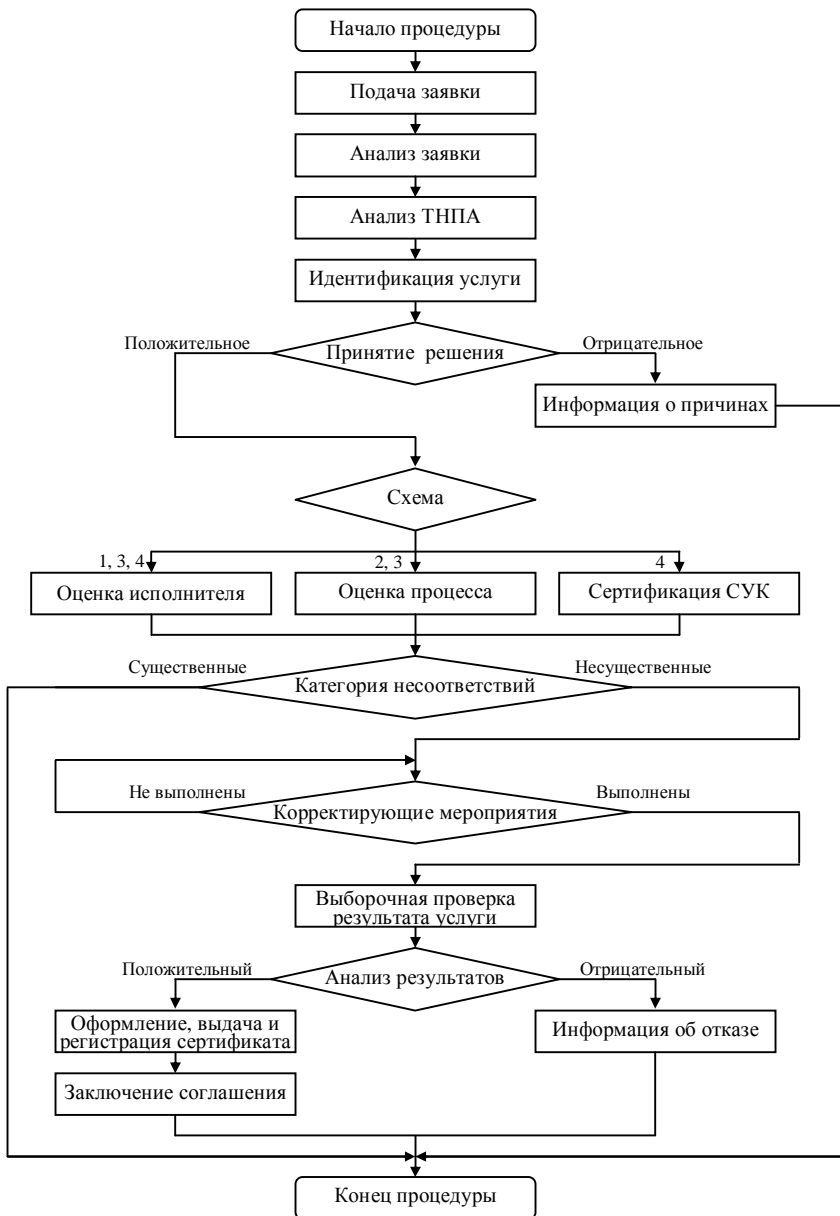 Начало процедуры
Подача заявки
Анализ заявки
Анализ ТНПА
Идентификация услуги
Положительное
Принятие решения
Отрицательное
Информация о причинах
Схема
1, 3, 4
2, 3
4
Оценка исполнителя
Оценка процесса
Сертификация СУК
Существенные
Категория несоответствий
Несущественные
Не выполнены
Корректирующие мероприятия
Выполнены
Выборочная проверка
результата услуги
Положительный
Анализ результатов
Отрицательный
Оформление, выдача и
регистрация сертификата
Информация об отказе
Заключение соглашения
Конец процедуры